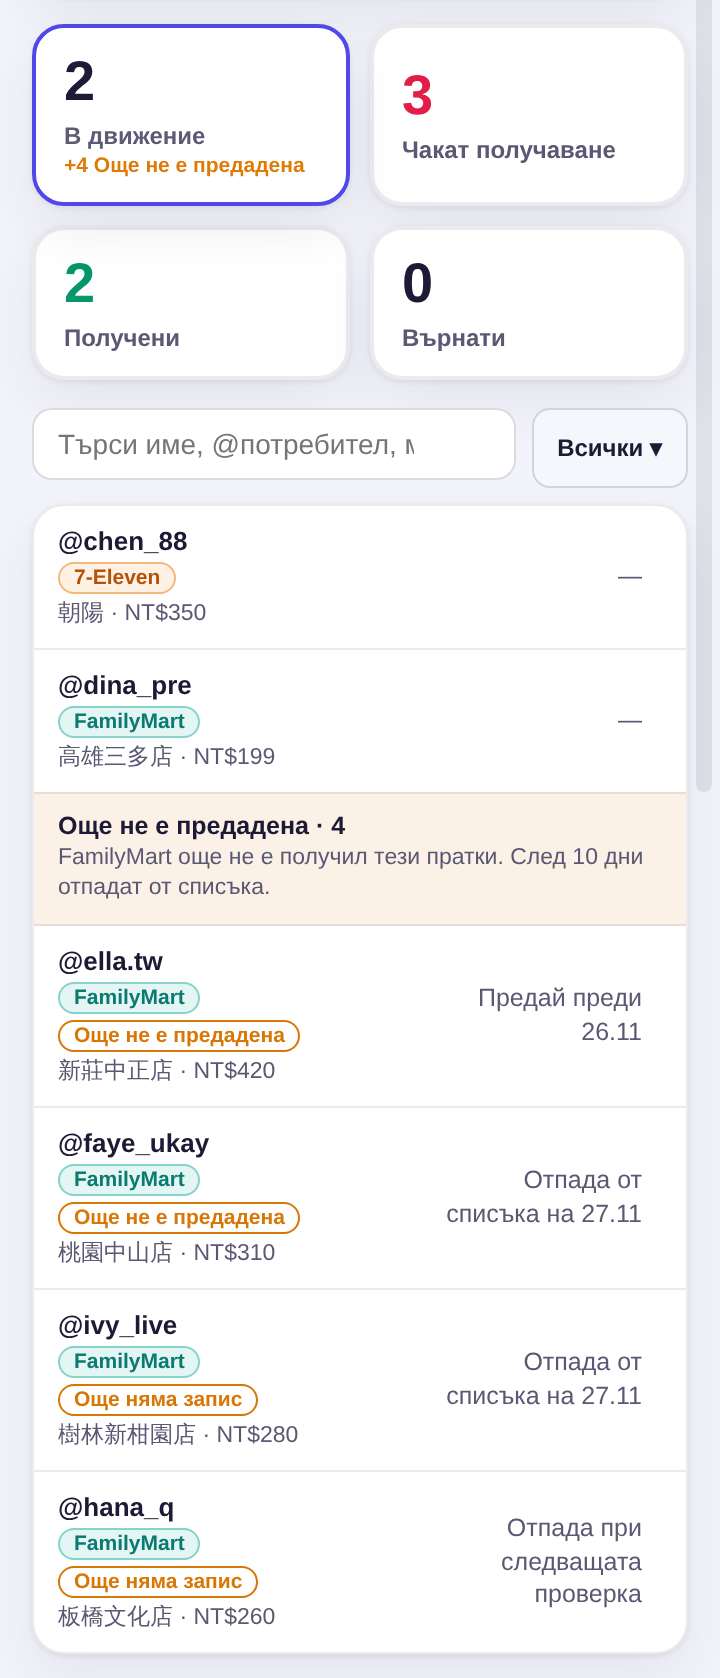 2
В движение
+4 Още не е предадена
3
Чакат получаване
2
Получени
0
Върнати
Търси име, @потребител,
Всички ▾
@chen_88
7-Eleven
朝陽 · NT$350
—
@dina_pre
FamilyMart
高雄三多店 · NT$199
—
Още не е предадена · 4
FamilyMart още не е получил тези пратки. След 10 дни
отпадат от списъка.
@ella.tw
FamilyMart
Още не е предадена
新莊中正店 · NT$420
Предай преди
26.11
@faye_ukay
FamilyMart
Още не е предадена
桃園中山店 · NT$310
Отпада от
списъка на 27.11
@ivy_live
FamilyMart
Още няма запис
樹林新柑園店 · NT$280
Отпада от
списъка на 27.11
@hana_q
FamilyMart
Още няма запис
板橋文化店 · NT$260
Отпада при
следващата
проверка